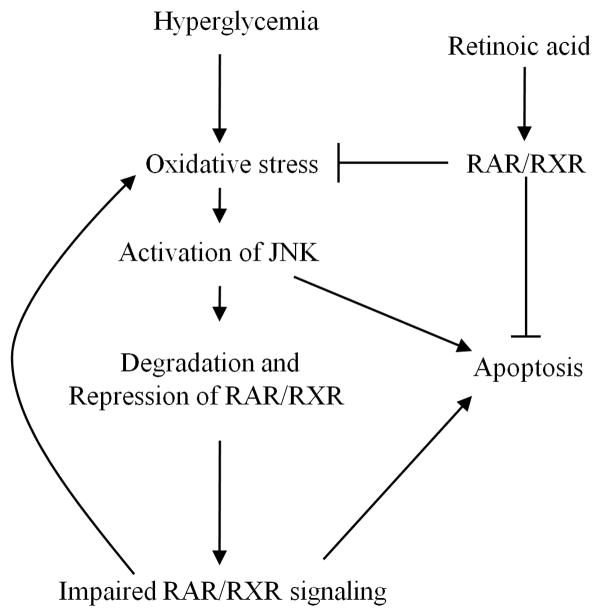 Hyperglycemia
Retinoic acid
Oxidative stress
RAR/RXR
Activation of JNK
Degradation and
Repression of RAR/RXR
Apoptosis
Impaired RAR/RXR signaling